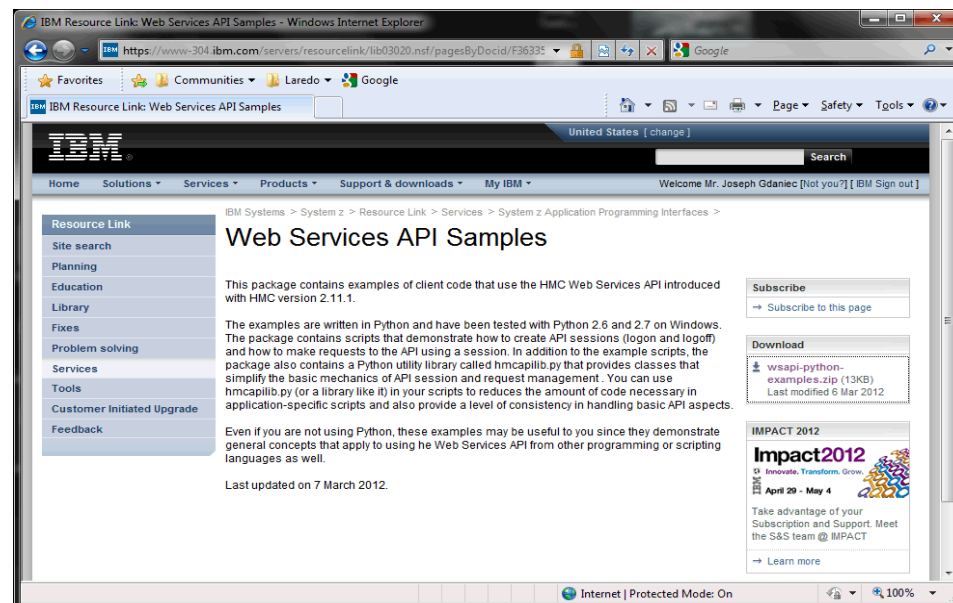 IBM Resource Link: Web Services API Samples - Windows Internet Explorer
https://www-304.ibm.com/servers/resourcelink/lib03020.nsf/pagesByDocid/F3633
Google
Favorites Communities Laredo Google
IBM Resource Link: Web Services API Samples
Page Safety Tools
United States [ change ]
IBM
Search
Home Solutions Services Products Support & downloads My IBM
Welcome Mr. Joseph Gdaniec [Not you?] [ IBM Sign out ]
Resource Link
Site search
Planning
Education
Library
Fixes
Problem solving
Services
Tools
Customer Initiated Upgrade
Feedback
IBM Systems > System z > Resource Link > Services > System z Application Programming Interfaces >
Web Services API Samples
This package contains examples of client code that use the HMC Web Services API introduced
with HMC version 2.11.1.
The examples are written in Python and have been tested with Python 2.6 and 2.7 on Windows.
The package contains scripts that demonstrate how to create API sessions (logon and logoff)
and how to make requests to the API using a session. In addition to the example scripts, the
package also contains a Python utility library called hmcapilib.py that provides classes that
simplify the basic mechanics of API session and request management . You can use
hmcapilib.py (or a library like it) in your scripts to reduces the amount of code necessary in
application-specific scripts and also provide a level of consistency in handling basic API aspects.
Even if you are not using Python, these examples may be useful to you since they demonstrate
general concepts that apply to using he Web Services API from other programming or scripting
languages as well.
Last updated on 7 March 2012.
Subscribe
→ Subscribe to this page
Download
wsapi-python-
examples.zip (13KB)
Last modified 6 Mar 2012
IMPACT 2012
Impact2012
Innovate. Transform. Grow.
IBM
April 29 - May 4
Take advantage of your
Subscription and Support. Meet
the S&S team @ IMPACT
→ Learn more
Internet | Protected Mode: On
100%